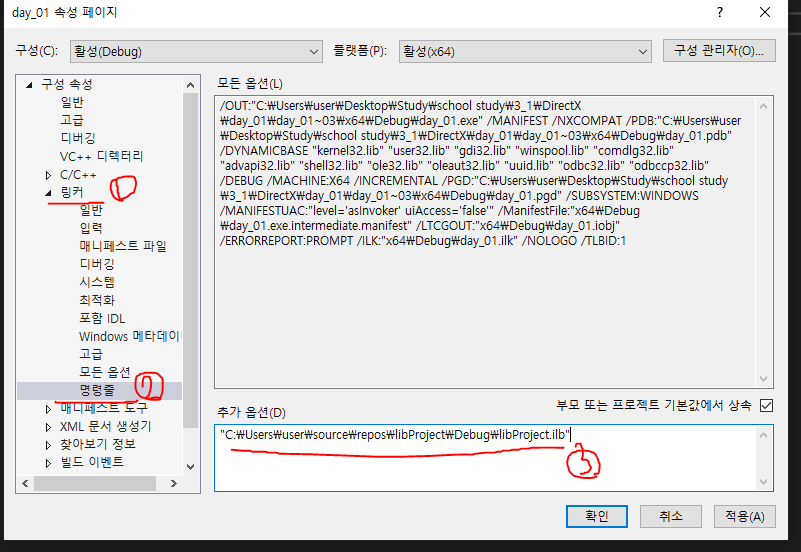 day_01 속성 페이지
? ×
구성(C): 활성(Debug) 플랫폼(P): 활성(x64) 구성 관리자(O)...
구성 속성
일반
고급
디버깅
VC++ 디렉터리
C/C++
링커 ①
일반
입력
매니페스트 파일
디버깅
시스템
최적화
포함 IDL
Windows 메타데이
고급
모든 옵션
명령줄 ②
매니페스트 도구
XML 문서 생성기
찾아보기 정보
빌드 이벤트
모든 옵션(L)
/OUT:"C:₩Users₩user₩Desktop₩Study₩school study₩3_1₩DirectX
₩day_01₩day_01~03₩x64₩Debug₩day_01.exe" /MANIFEST /NXCOMPAT /PDB:"C:₩Users₩user
₩Desktop₩Study₩school study₩3_1₩DirectX₩day_01₩day_01~03₩x64₩Debug₩day_01.pdb"
/DYNAMICBASE "kernel32.lib" "user32.lib" "gdi32.lib" "winspool.lib" "comdlg32.lib"
"advapi32.lib" "shell32.lib" "ole32.lib" "oleaut32.lib" "uuid.lib" "odbc32.lib" "odbccp32.lib"
/DEBUG /MACHINE:X64 /INCREMENTAL /PGD:"C:₩Users₩user₩Desktop₩Study₩school study
₩3_1₩DirectX₩day_01₩day_01~03₩x64₩Debug₩day_01.pgd" /SUBSYSTEM:WINDOWS
/MANIFESTUAC:"level='asInvoker' uiAccess='false'" /ManifestFile:"x64₩Debug
₩day_01.exe.intermediate.manifest" /LTCGOUT:"x64₩Debug₩day_01.iobj"
/ERRORREPORT:PROMPT /ILK:"x64₩Debug₩day_01.ilk" /NOLOGO /TLBID:1
부모 또는 프로젝트 기본값에서 상속
추가 옵션(D)
"C:₩Users₩user₩source₩repos₩libProject₩Debug₩libProject.ilb"
③
확인 취소 적용(A)